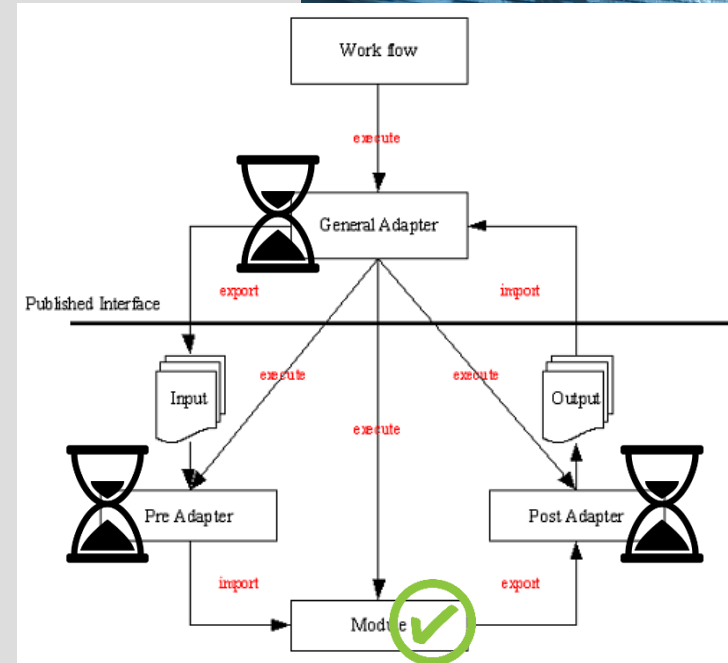 Work flow
execute
General Adapter
export
import
Published Interface
execute
execute
Input
Output
execute
Pre Adapter
Post Adapter
import
export
Module